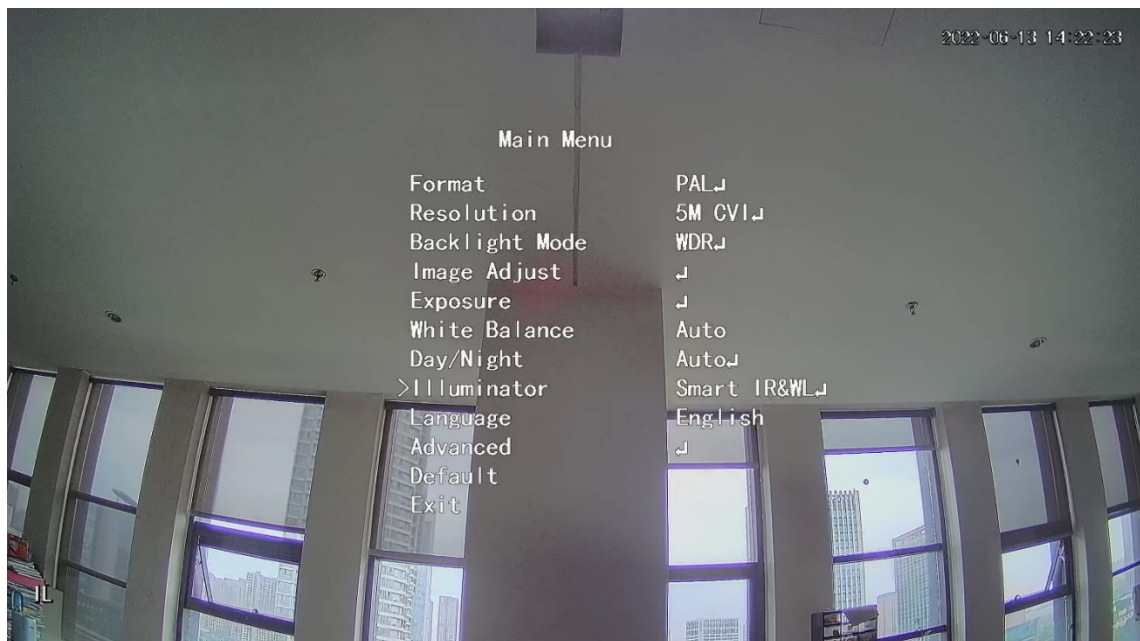 2022-06-13 14:22:23
Main Menu
Format PAL↵
Resolution 5M CVI↵
Backlight Mode WDR↵
Image Adjust ↵
Exposure ↵
White Balance Auto
Day/Night Auto↵
>Illuminator Smart IR&WL↵
Language English
Advanced ↵
Default
Exit
IL